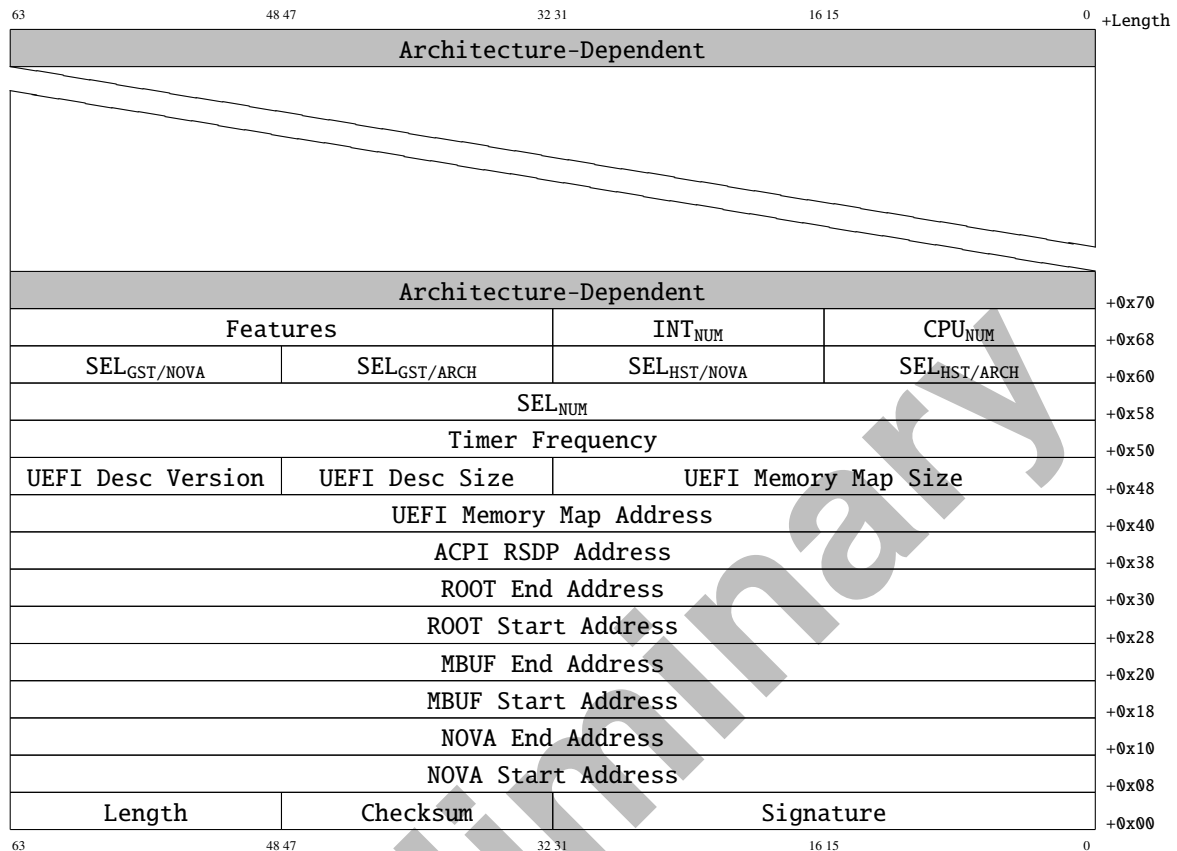 63 48 47 32 31 16 15 0 +Length
Architecture-Dependent
Architecture-Dependent
+0x70
Features INT_NUM CPU_NUM
+0x68
SEL_GST/NOVA SEL_GST/ARCH SEL_HST/NOVA SEL_HST/ARCH
+0x60
SEL_NUM
+0x58
Timer Frequency
+0x50
UEFI Desc Version UEFI Desc Size UEFI Memory Map Size
+0x48
UEFI Memory Map Address
+0x40
ACPI RSDP Address
+0x38
ROOT End Address
+0x30
ROOT Start Address
+0x28
MBUF End Address
+0x20
MBUF Start Address
+0x18
NOVA End Address
+0x10
NOVA Start Address
+0x08
Length Checksum Signature
+0x00
63 48 47 32 31 16 15 0
liminary